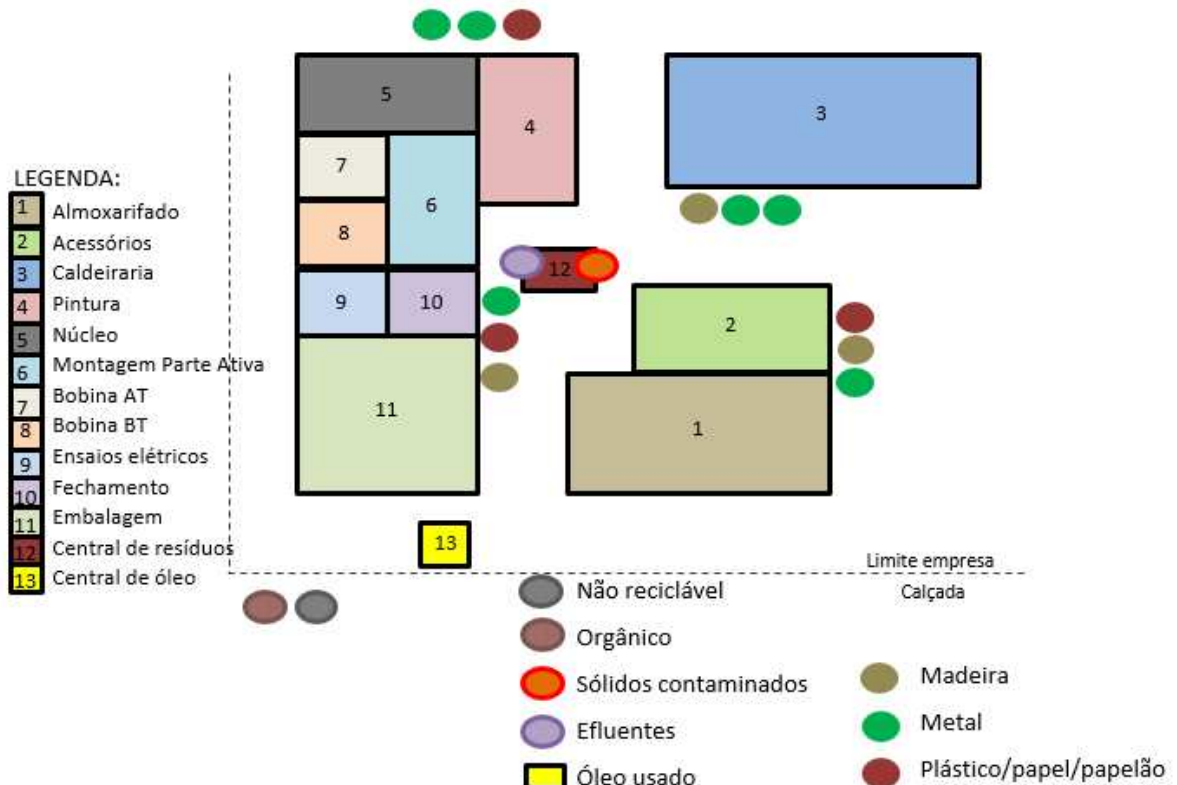 5
4
3
7
6
8
12
9
10
2
11
1
13
LEGENDA:
1 Almoxarifado
2 Acessórios
3 Caldeiraria
4 Pintura
5 Núcleo
6 Montagem Parte Ativa
7 Bobina AT
8 Bobina BT
9 Ensaios elétricos
10 Fechamento
11 Embalagem
12 Central de resíduos
13 Central de óleo
Limite empresa
Calçada
Não reciclável
Orgânico
Sólidos contaminados
Efluentes
Óleo usado
Madeira
Metal
Plástico/papel/papelão